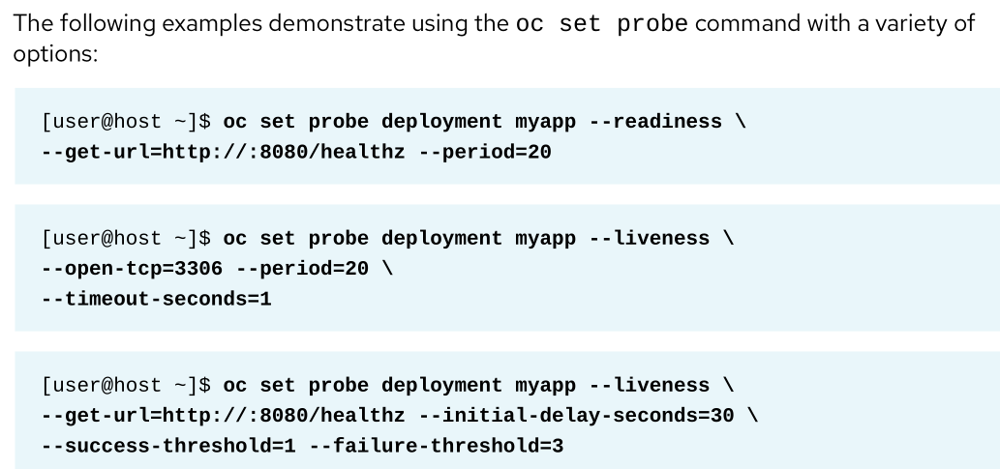 The following examples demonstrate using the oc set probe command with a variety of
options:
[user@host ~]$ oc set probe deployment myapp --readiness \
--get-url=http://:8080/healthz --period=20
[user@host ~]$ oc set probe deployment myapp --liveness \
--open-tcp=3306 --period=20 \
--timeout-seconds=1
[user@host ~]$ oc set probe deployment myapp --liveness \
--get-url=http://:8080/healthz --initial-delay-seconds=30 \
--success-threshold=1 --failure-threshold=3